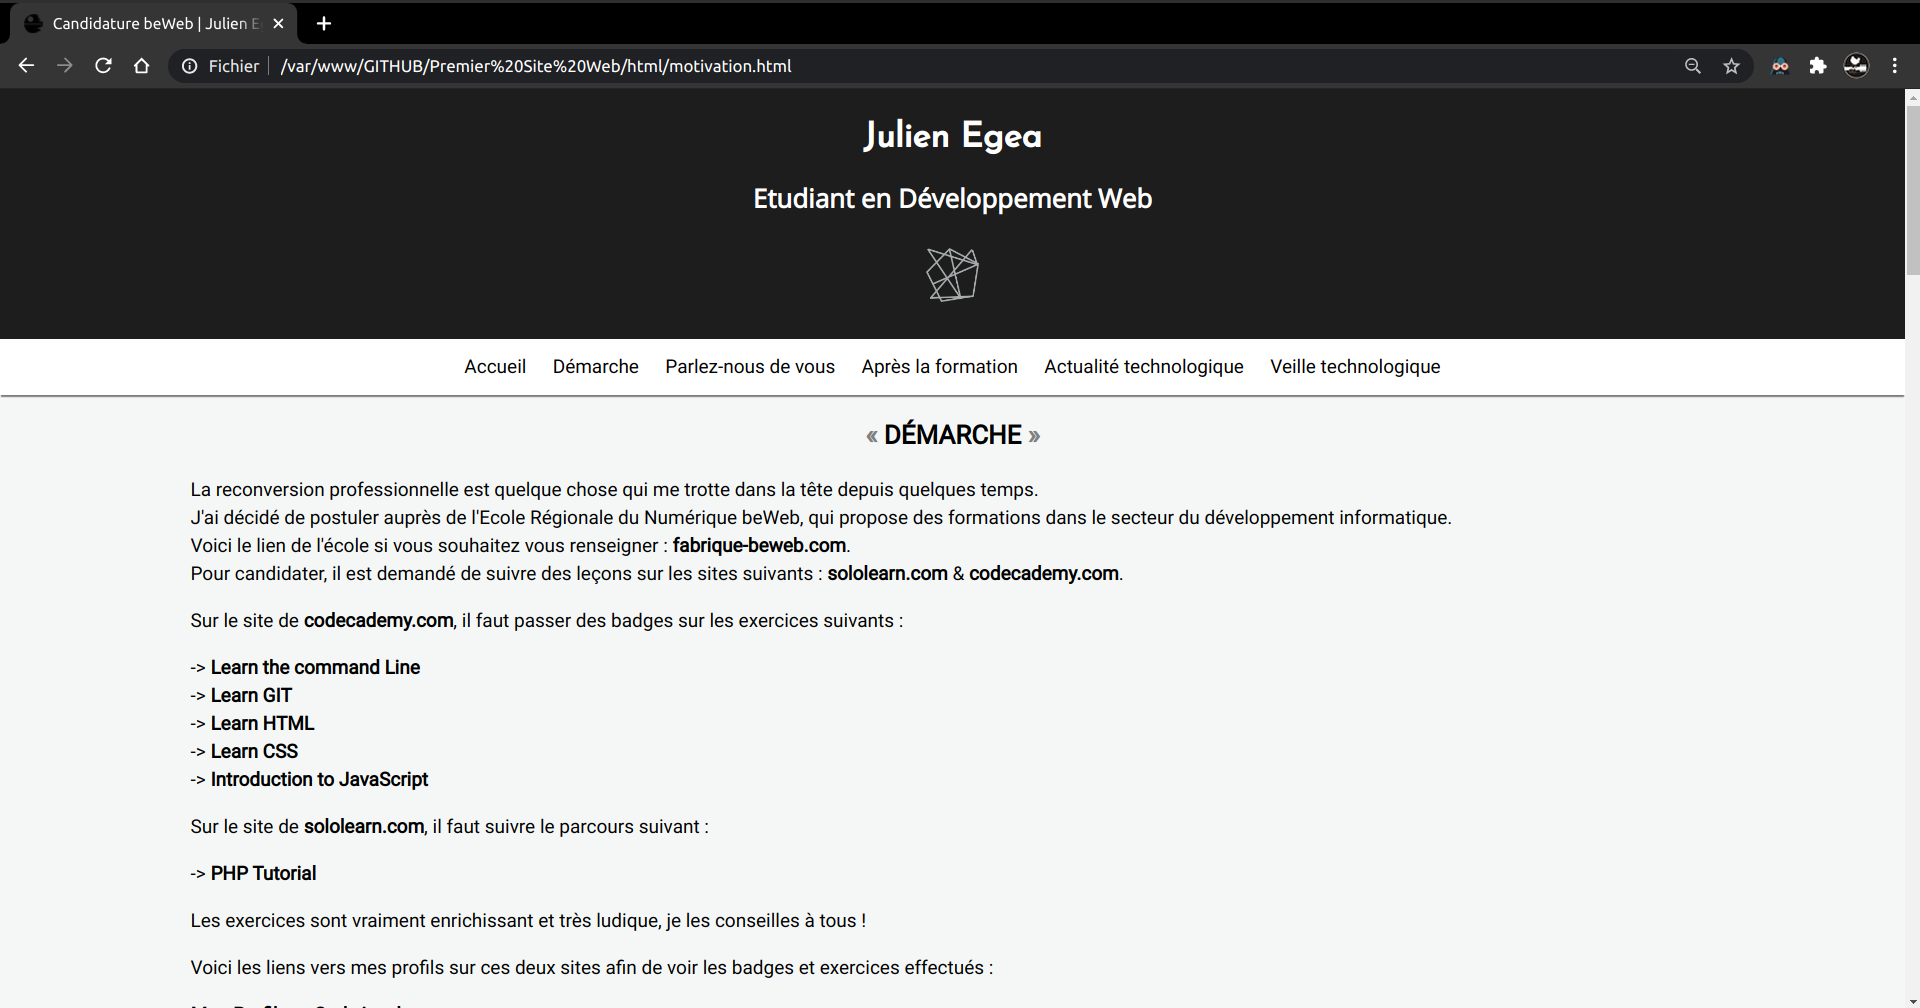 Candidature beWeb | Julien E
Fichier /var/www/GITHUB/Premier%20Site%20Web/html/motivation.html
Julien Egea
Etudiant en Développement Web
Accueil Démarche Parlez-nous de vous Après la formation Actualité technologique Veille technologique
« DÉMARCHE »
La reconversion professionnelle est quelque chose qui me trotte dans la tête depuis quelques temps.
J'ai décidé de postuler auprès de l'Ecole Régionale du Numérique beWeb, qui propose des formations dans le secteur du développement informatique.
Voici le lien de l'école si vous souhaitez vous renseigner : fabrique-beweb.com.
Pour candidater, il est demandé de suivre des leçons sur les sites suivants : sololearn.com & codecademy.com.
Sur le site de codecademy.com, il faut passer des badges sur les exercices suivants :
-> Learn the command Line
-> Learn GIT
-> Learn HTML
-> Learn CSS
-> Introduction to JavaScript
Sur le site de sololearn.com, il faut suivre le parcours suivant :
-> PHP Tutorial
Les exercices sont vraiment enrichissant et très ludique, je les conseilles à tous !
Voici les liens vers mes profils sur ces deux sites afin de voir les badges et exercices effectués :